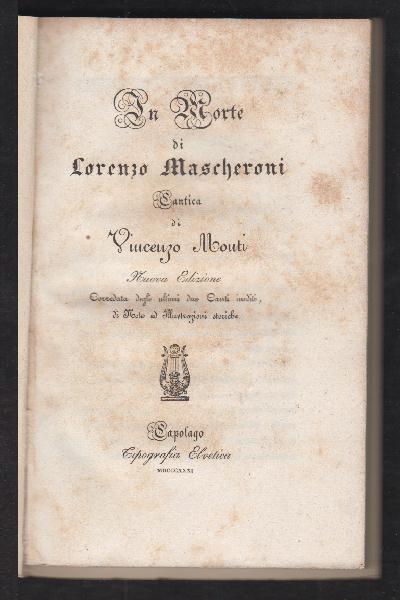 In Morte
di
Lorenzo Mascheroni
Cantica
di
Vincenzo Monti
Nuova Edizione
Corredata degli ultimi due Canti inediti,
di Note ed Illustrazioni storiche.
Capolago
Tipografia Elvetica
MDCCCXXXI